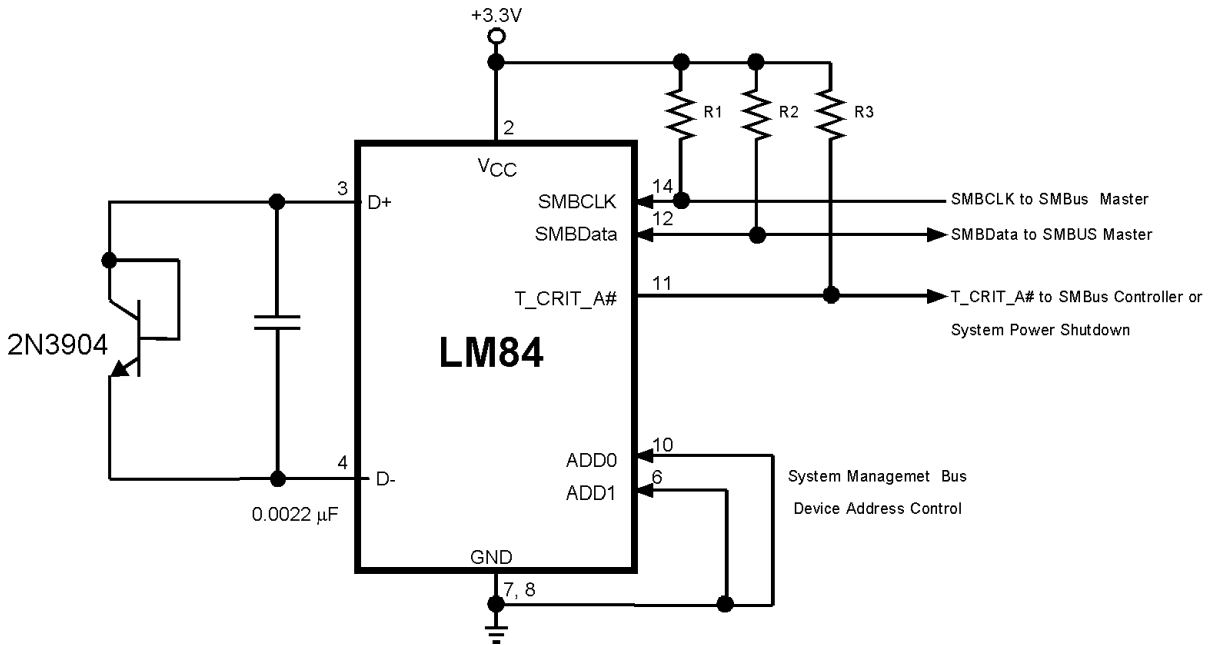 +3.3V
R1
R2
R3
2
VCC
3
D+
SMBCLK
14
SMBCLK to SMBus Master
SMBData
12
SMBData to SMBUS Master
T_CRIT_A#
11
T_CRIT_A# to SMBus Controller or
System Power Shutdown
2N3904
LM84
ADD0
10
4
D-
ADD1
6
System Managemet Bus
Device Address Control
0.0022 µF
GND
7, 8